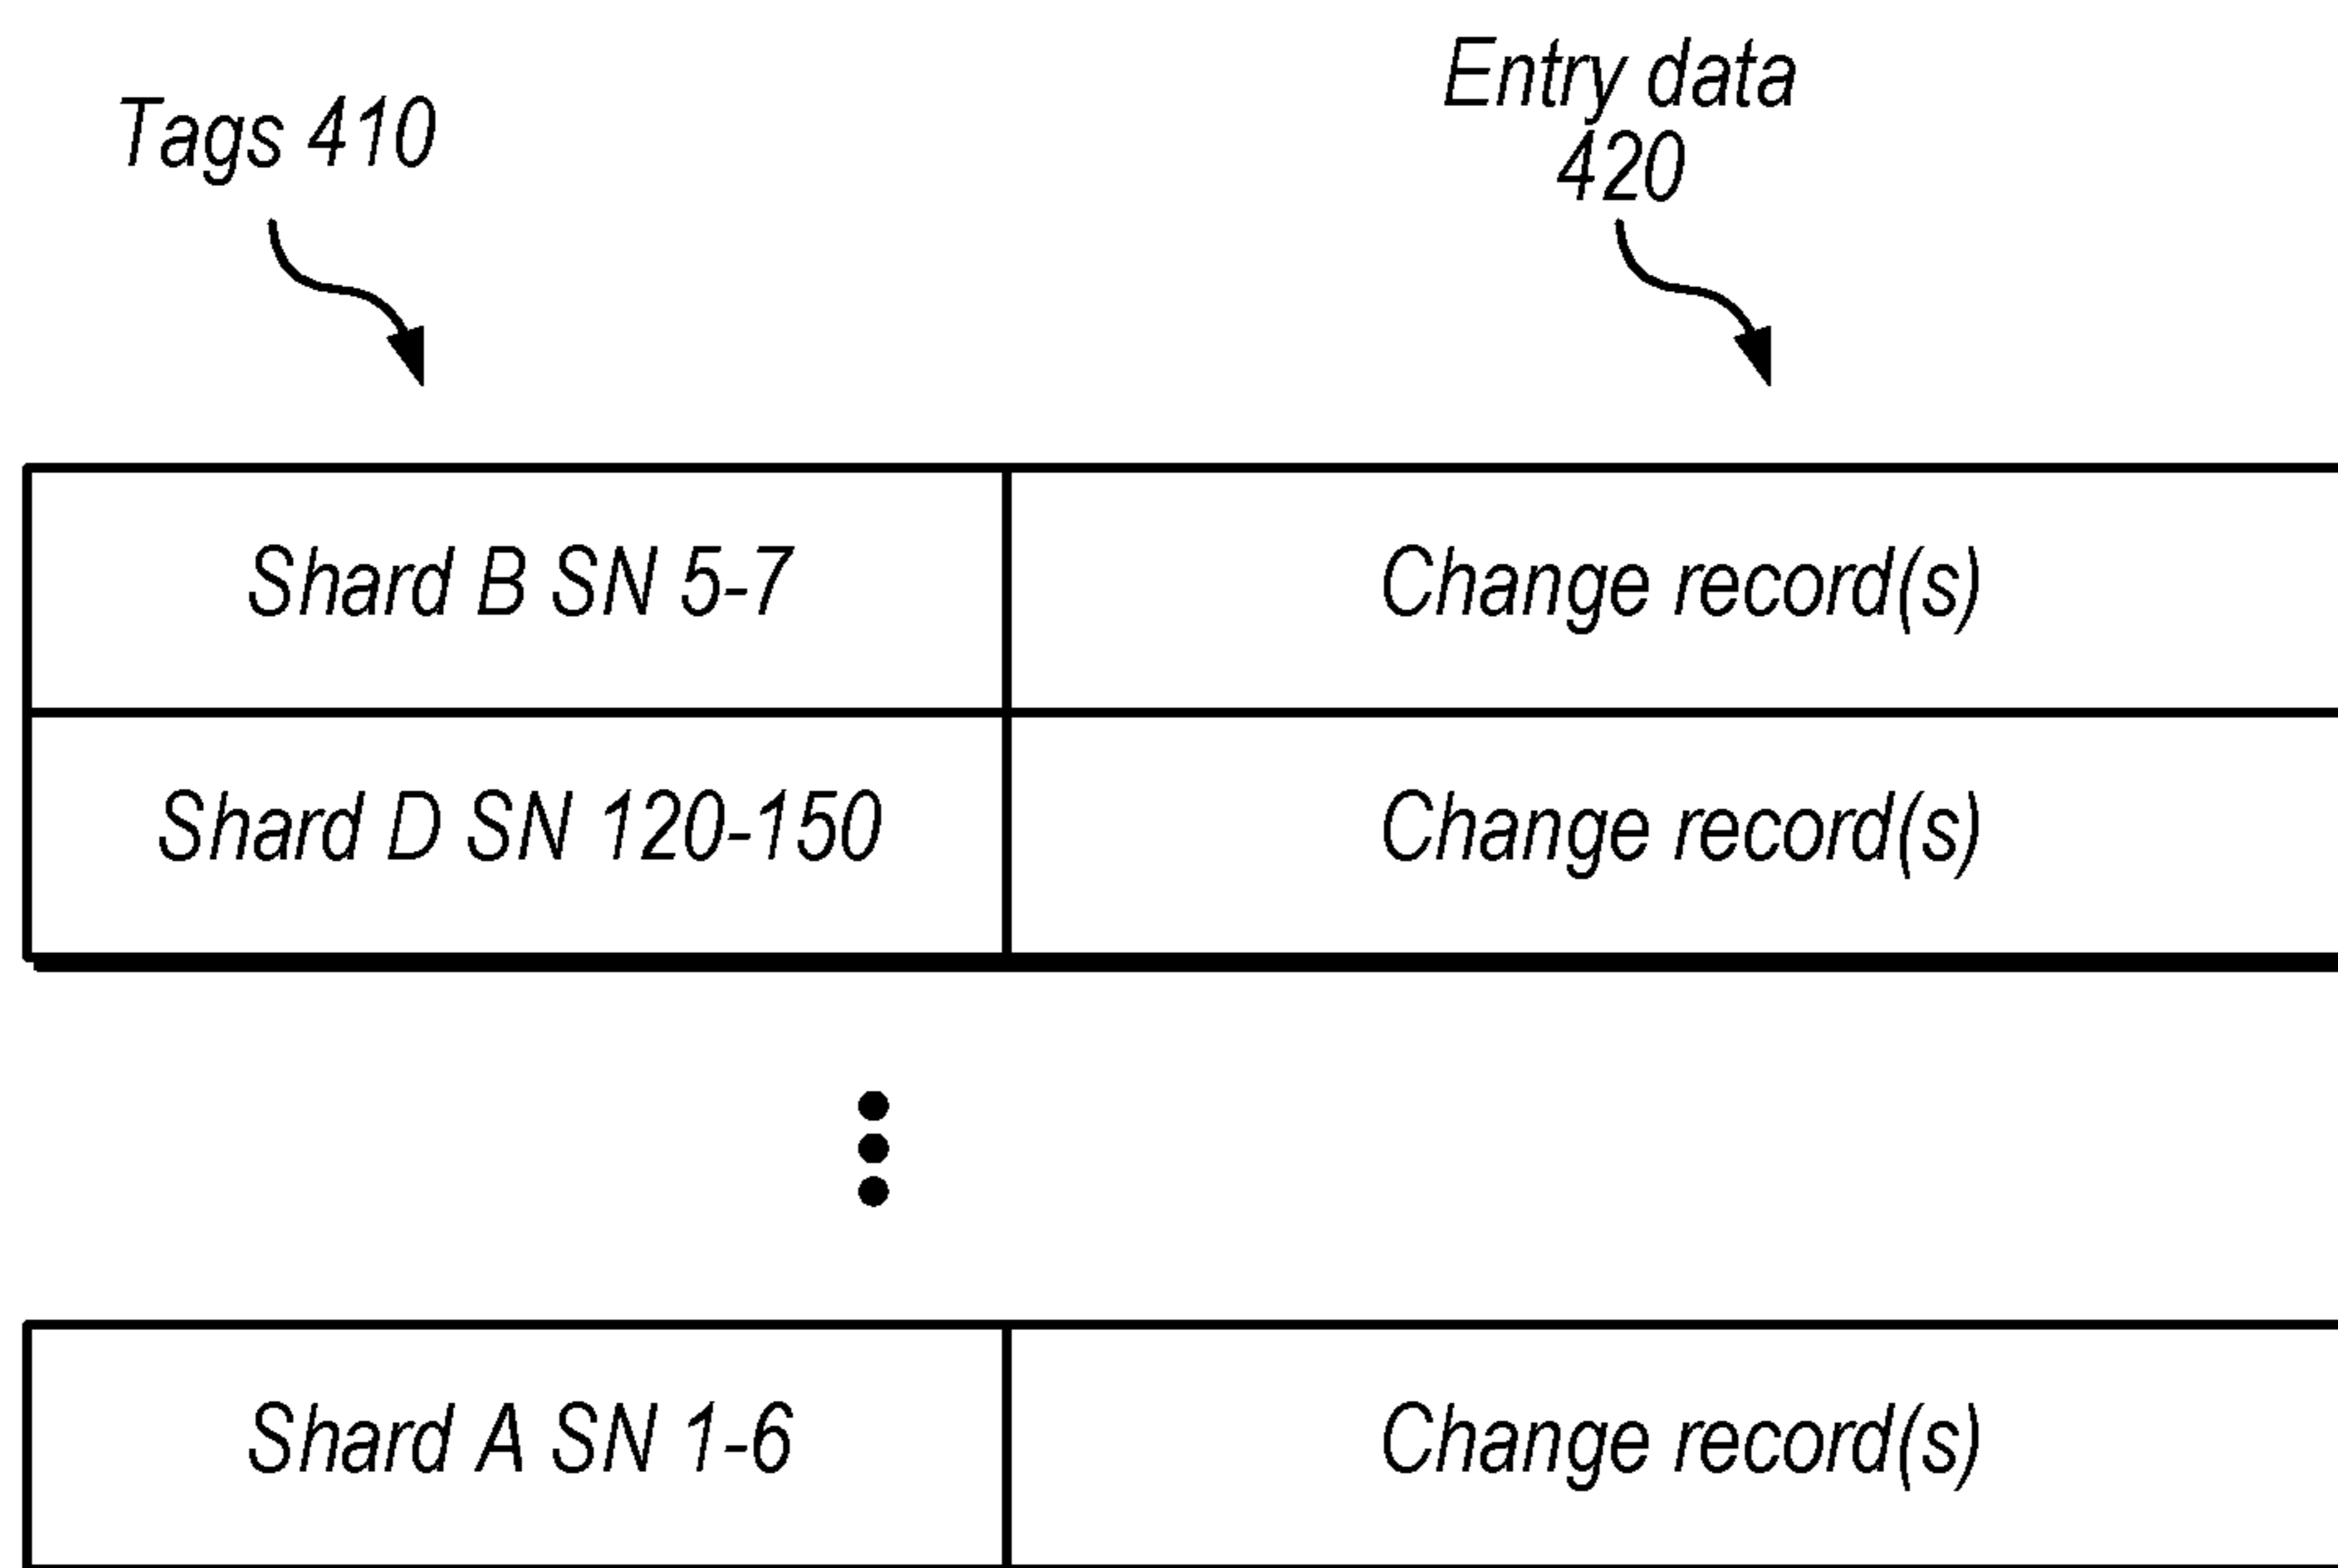 Tags 410
Entry data
420
Shard B SN 5-7
Change record(s)
Shard D SN 120-150
Change record(s)
Shard A SN 1-6
Change record(s)